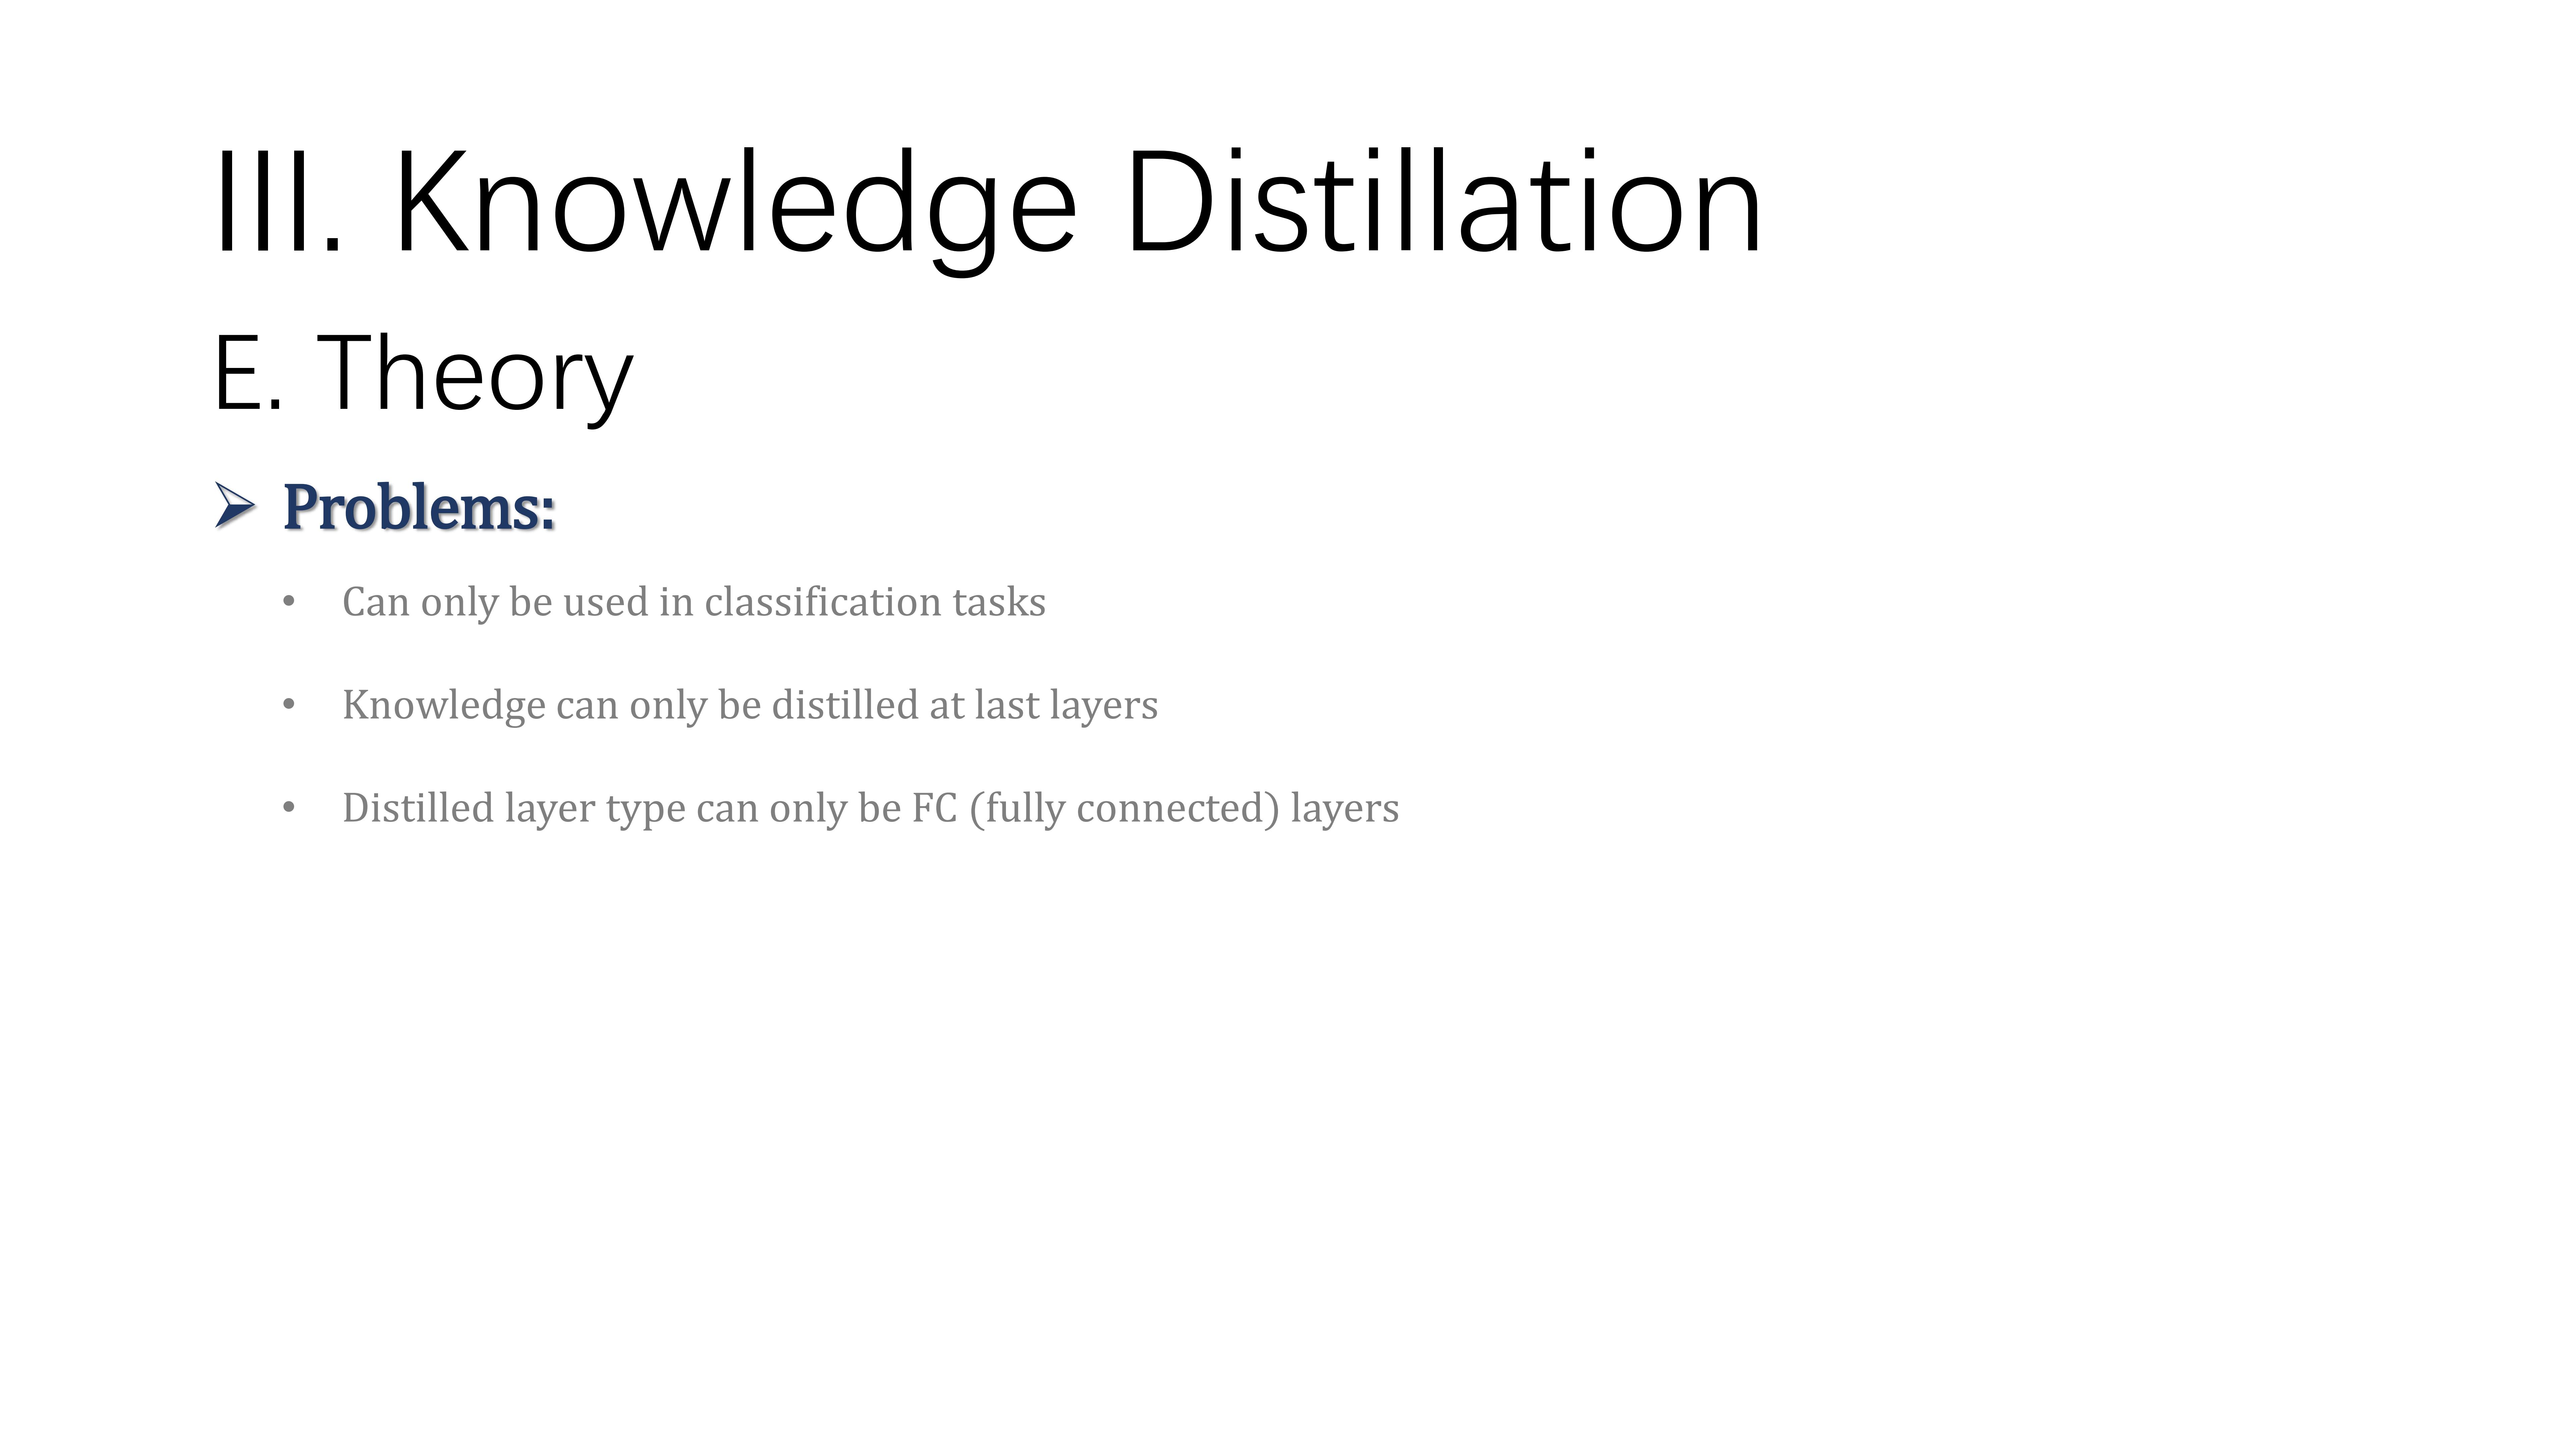 III. Knowledge Distillation
E. Theory
➢ Problems:
• Can only be used in classification tasks
• Knowledge can only be distilled at last layers
• Distilled layer type can only be FC (fully connected) layers